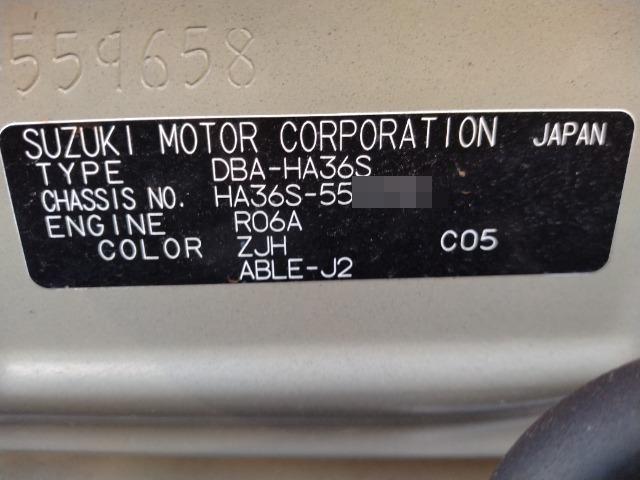 559658
SUZUKI MOTOR CORPORATION JAPAN
TYPE DBA-HA36S
CHASSIS NO. HA36S-55
ENGINE R06A
COLOR ZJH C05
ABLE-J2